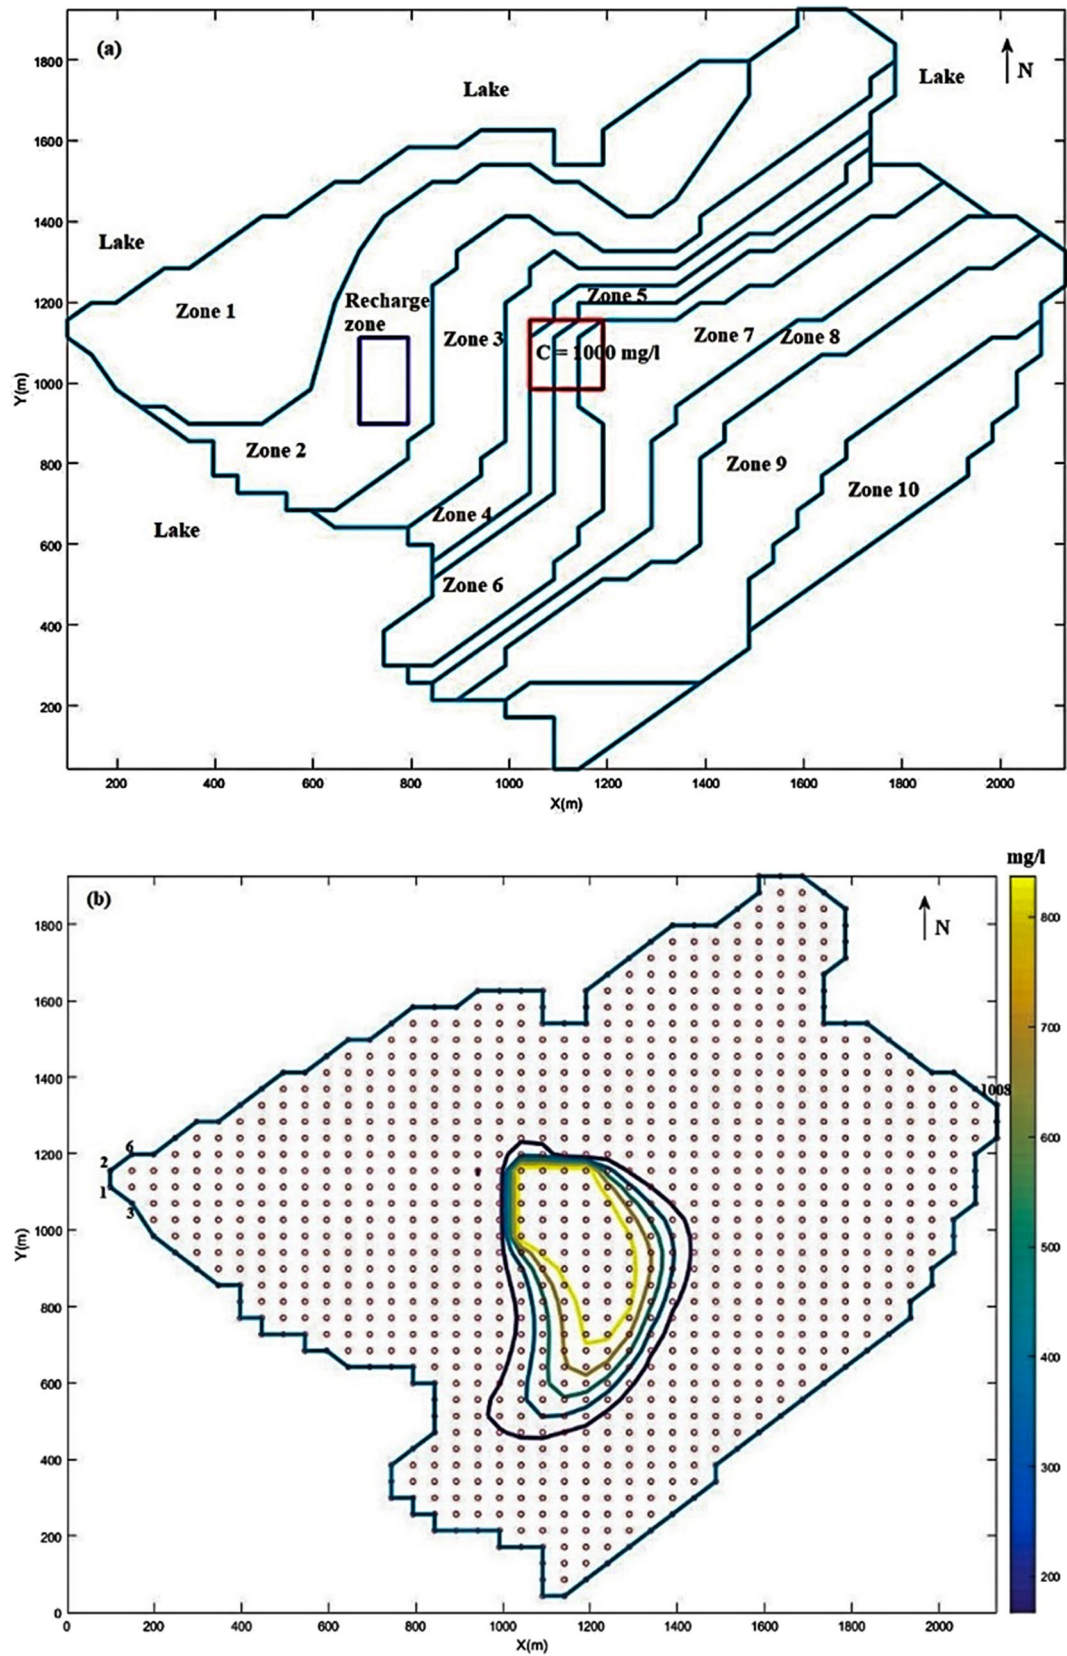 (a)
Lake
Lake
N
Lake
Zone 1
Recharge
zone
Zone 5
Zone 3
C = 1000 mg/l
Zone 7
Zone 8
Zone 2
Zone 9
Zone 10
Zone 4
Lake
Zone 6
1800
1600
1400
1200
1000
800
600
400
200
Y(m)
200
400
600
800
1000
1200
1400
1600
1800
2000
X(m)
mg/l
(b)
N
1008
6
2
1
3
1800
1600
1400
1200
1000
800
600
400
200
0
Y(m)
0
200
400
600
800
1000
1200
1400
1600
1800
2000
X(m)
800
700
600
500
400
300
200